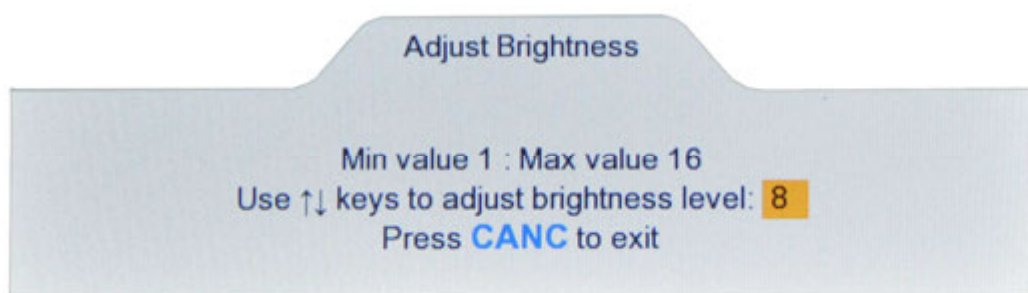 Adjust Brightness
Min value 1 : Max value 16
Use ↑↓ keys to adjust brightness level: 8
Press CANC to exit